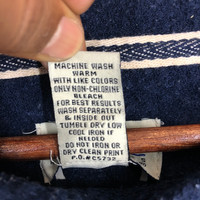 MACHINE WASH
WARM
WITH LIKE COLORS
ONLY NON-CHLORINE
BLEACH
FOR BEST RESULTS
WASH SEPARATELY
& INSIDE OUT
TUMBLE DRY LOW
COOL IRON IF
NEEDED
DO NOT IRON OR
DRY CLEAN PRINT
P.O.#C5732